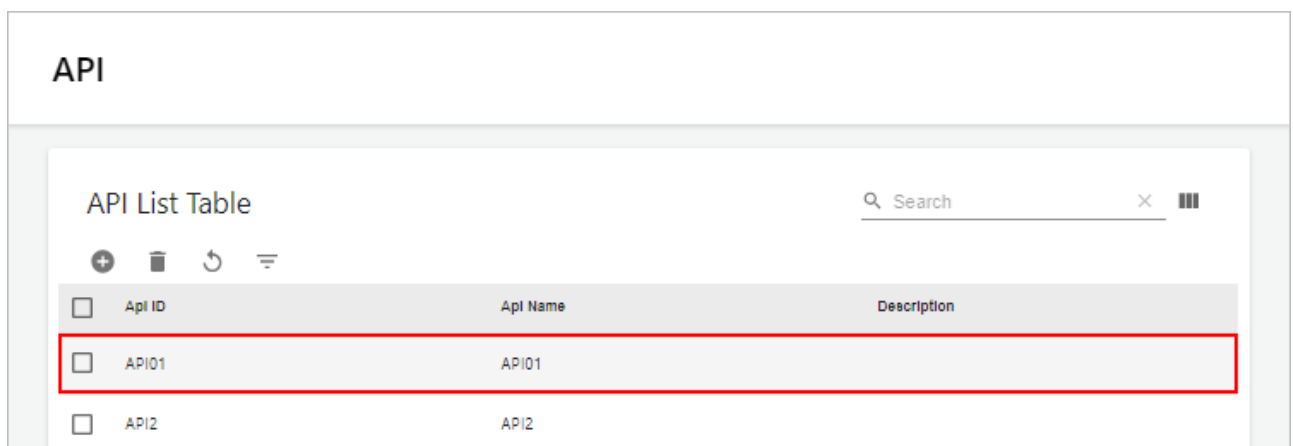 API
API List Table
Search
Api ID Api Name Description
API01 API01
API2 API2